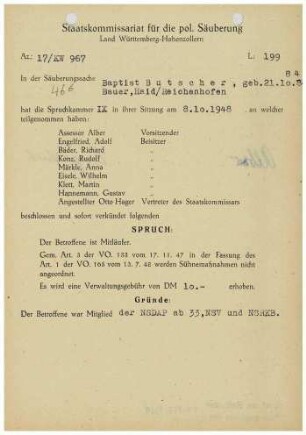 Staatskommissariat für die pol. Säuberung
Land Württemberg-Hohenzollern
Az.: 17/KW 967
L: 199
In der Säuberungssache Baptist Butscher, geb. 21.10.84
466 Bauer, Haid/Reichenhofen
hat die Spruchkammer IX in ihrer Sitzung am 8.10.1948 an welcher
teilgenommen haben:
Assessor Alber Vorsitzender
Engelfried, Adolf Beisitzer
Bader, Richard "
Konz, Rudolf "
Märkle, Anna "
Eisele, Wilhelm "
Klett, Martin "
Hannemann, Gustav "
Angestellter Otto Hager Vertreter des Staatskommissars
beschlossen und sofort verkündet folgenden
SPRUCH:
Der Betroffene ist Mitläufer.
Gem. Art. 3 der VO. 133 vom 17. 11. 47 in der Fassung des
Art. 1 der VO. 165 vom 13. 7. 48 werden Sühnemaßnahmen nicht
angeordnet.
Es wird eine Verwaltungsgebühr von DM 10.- erhoben.
Gründe:
Der Betroffene war Mitglied der NSDAP ab 33, NSV und NSRKB.